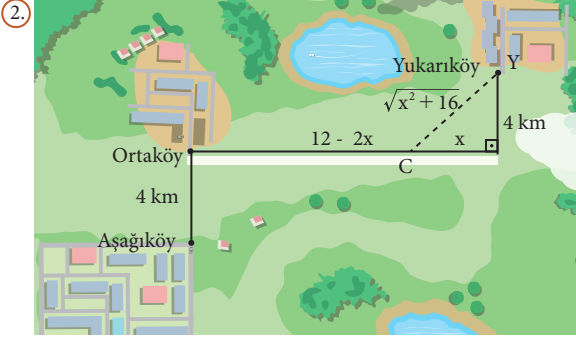 2.
Yukarıköy Y
√x² + 16
4 km
12 - 2x x
Ortaköy
C
4 km
Aşağıköy